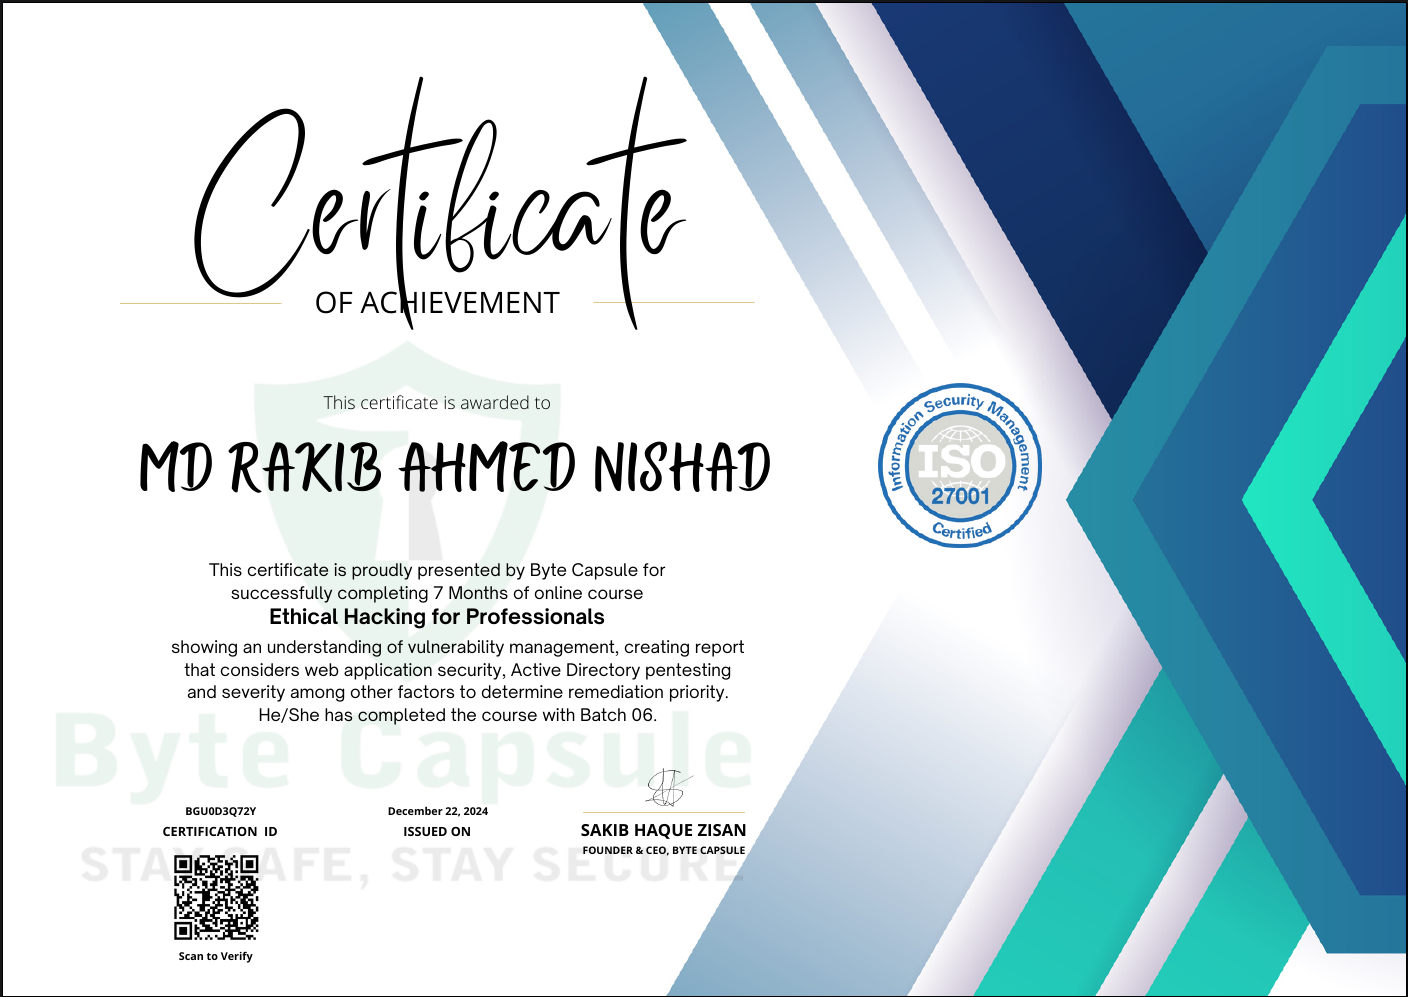 Certificate
OF ACHIEVEMENT
This certificate is awarded to
MD RAKIB AHMED NISHAD
Information Security Management
ISO
27001
Certified
This certificate is proudly presented by Byte Capsule for
successfully completing 7 Months of online course
Ethical Hacking for Professionals
showing an understanding of vulnerability management, creating report
that considers web application security, Active Directory pentesting
and severity among other factors to determine remediation priority.
He/She has completed the course with Batch 06.
Byte Capsule
BGU0D3Q72Y
CERTIFICATION ID
December 22, 2024
ISSUED ON
SAKIB HAQUE ZISAN
FOUNDER & CEO, BYTE CAPSULE
STAY SAFE, STAY SECURE
Scan to Verify